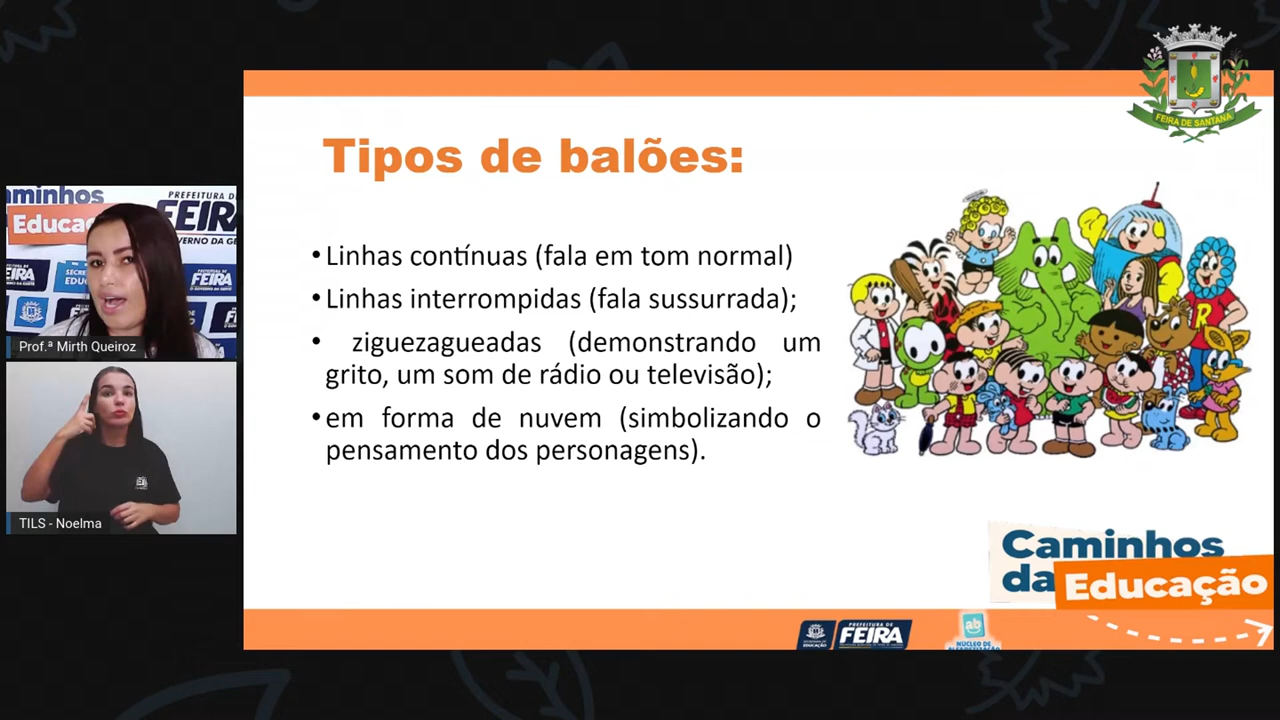 FEIRA DE SANTANA
Tipos de balões:
• Linhas contínuas (fala em tom normal)
• Linhas interrompidas (fala sussurrada);
• ziguezagueadas (demonstrando um
grito, um som de rádio ou televisão);
• em forma de nuvem (simbolizando o
pensamento dos personagens).
Prof.ª Mirth Queiroz
TILS - Noelma
Caminhos
da Educação
PREFEITURA DE
FEIRA
NÚCLEO DE